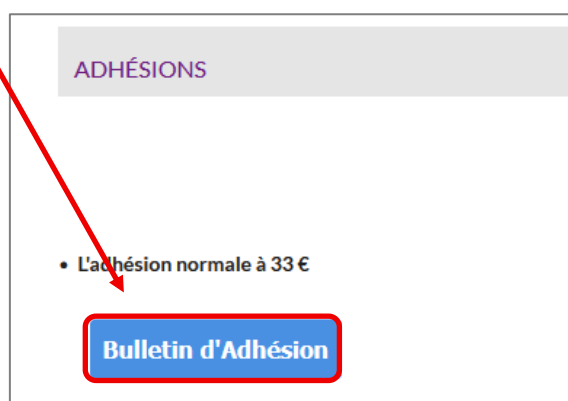 ADHÉSIONS
• L'adhésion normale à 33 €
Bulletin d'Adhésion